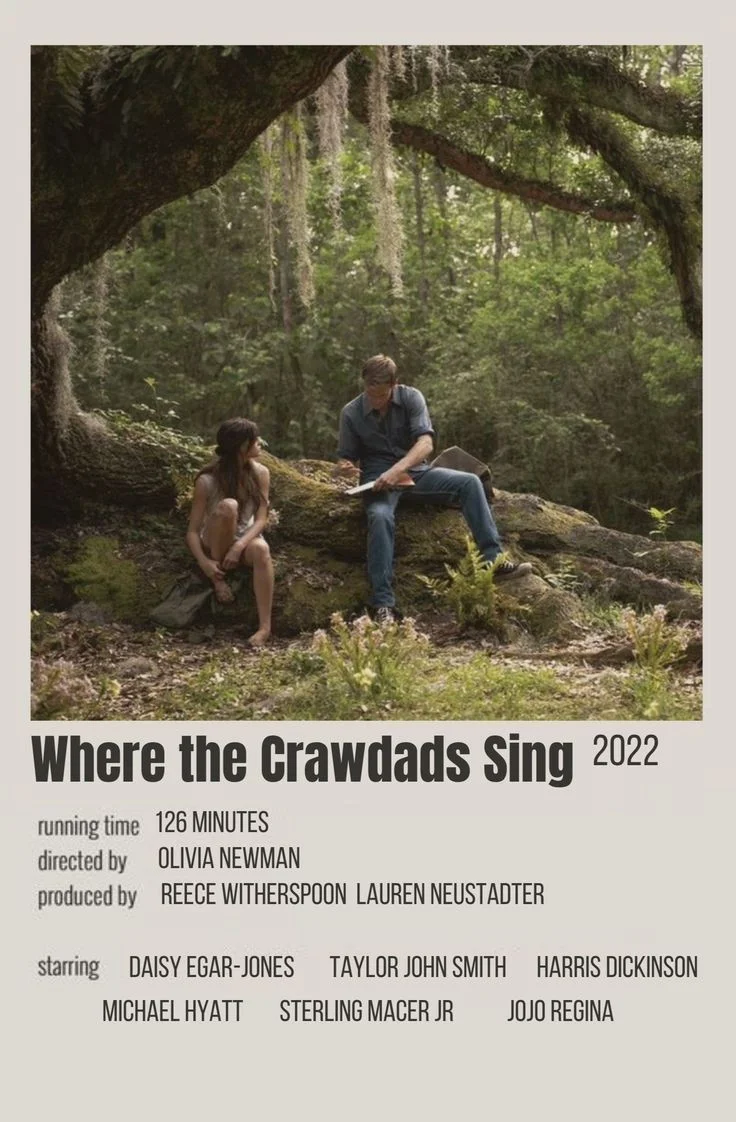 Where the Crawdads Sing 2022
running time 126 MINUTES
directed by OLIVIA NEWMAN
produced by REECE WITHERSPOON LAUREN NEUSTADTER
starring DAISY EGAR-JONES TAYLOR JOHN SMITH HARRIS DICKINSON
MICHAEL HYATT STERLING MACER JR JOJO REGINA